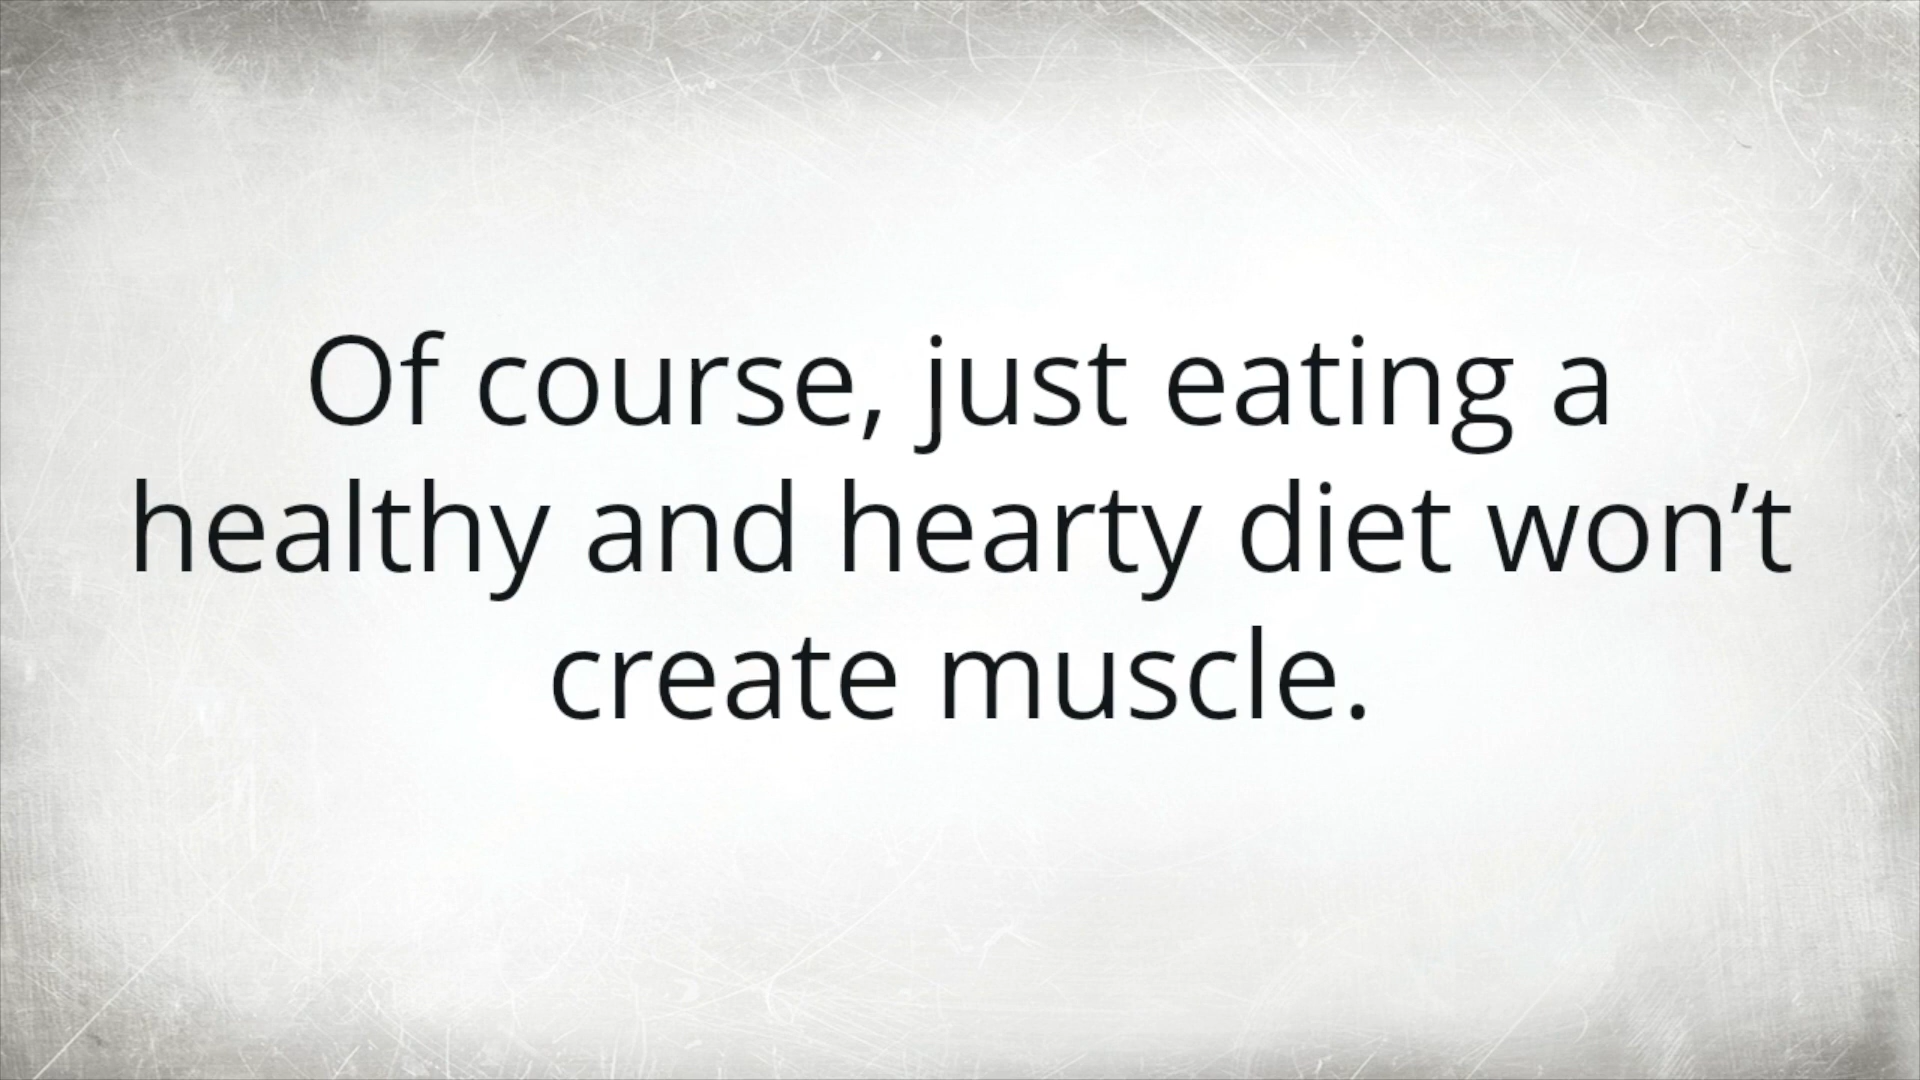 Of course, just eating a
healthy and hearty diet won’t
create muscle.